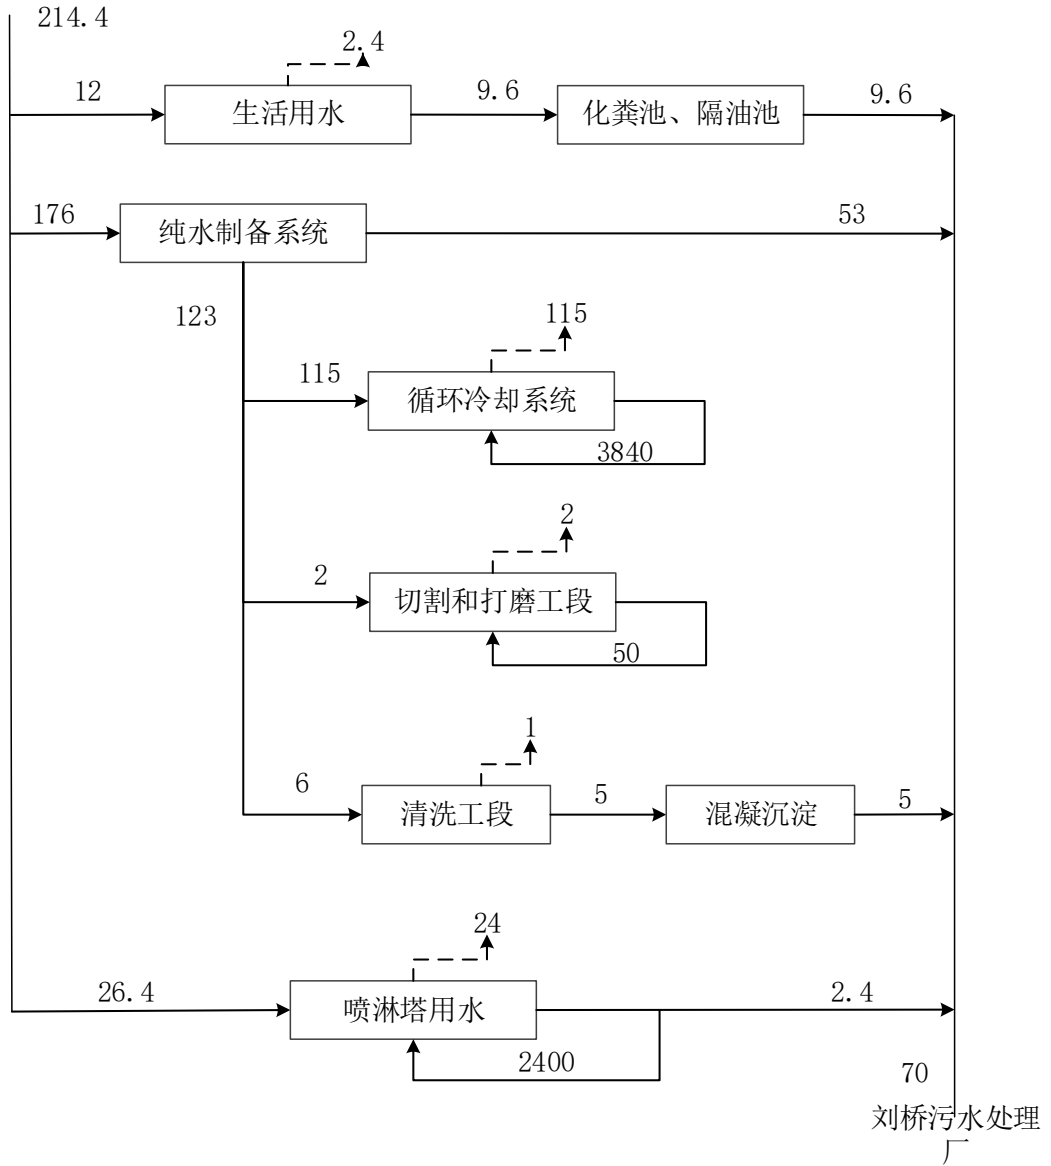 214.4
2.4
12
生活用水
9.6
化粪池、隔油池
9.6
176
纯水制备系统
53
123
115
115
循环冷却系统
3840
2
2
切割和打磨工段
50
1
6
清洗工段
5
混凝沉淀
5
24
26.4
喷淋塔用水
2.4
2400
70
刘桥污水处理
厂